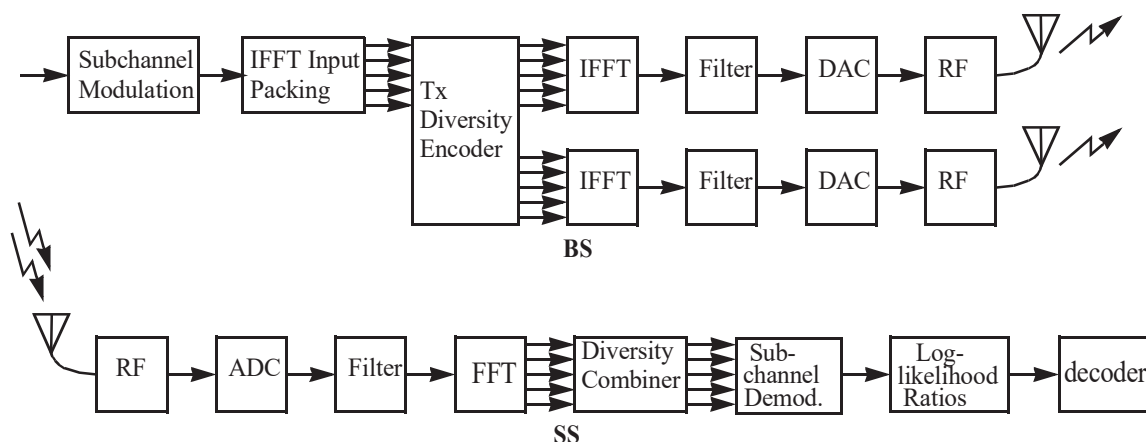 Subchannel
Modulation
IFFT Input
Packing
Tx
Diversity
Encoder
IFFT
Filter
DAC
RF
IFFT
Filter
DAC
RF
BS
RF
ADC
Filter
FFT
Diversity
Combiner
Sub-
channel
Demod.
Log-
likelihood
Ratios
decoder
SS